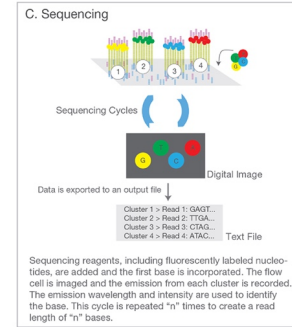 C. Sequencing
1
2
3
4
G
Sequencing Cycles
G
T
C
A
Digital Image
Data is exported to an output file
Cluster 1 > Read 1: GAGT...
Cluster 2 > Read 2: TTGA...
Cluster 3 > Read 3: CTAG...
Cluster 4 > Read 4: ATAC...
Text File
Sequencing reagents, including fluorescently labeled nucleo-
tides, are added and the first base is incorporated. The flow
cell is imaged and the emission from each cluster is recorded.
The emission wavelength and intensity are used to identify
the base. This cycle is repeated “n” times to create a read
length of “n” bases.